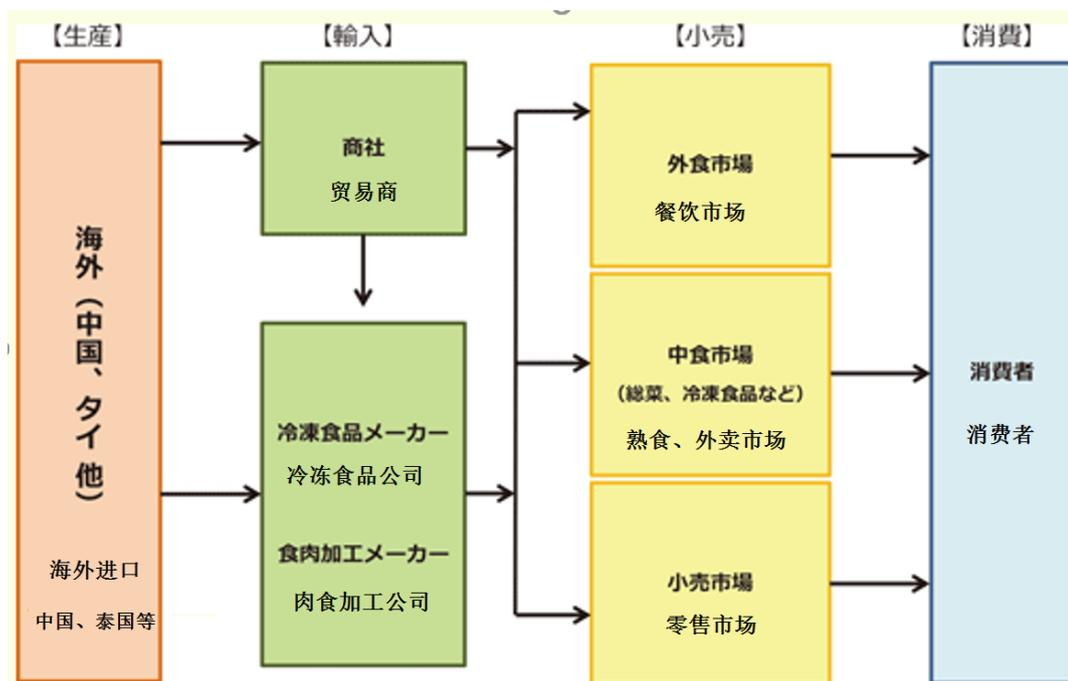 【生産】
【輸入】
【小売】
【消費】
海外（中国、タイ 他）
海外进口
中国、泰国等
商社
贸易商
冷凍食品メーカー
冷冻食品公司
食肉加工メーカー
肉食加工公司
外食市場
餐饮市场
中食市場
（総菜、冷凍食品など）
熟食、外卖市场
小売市場
零售市场
消費者
消费者